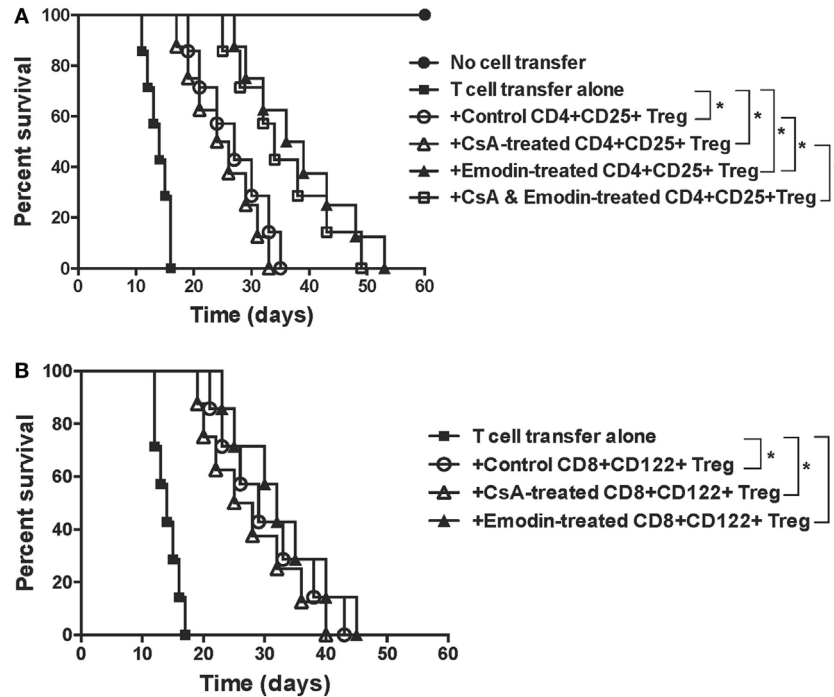 A
Percent survival
100
80
60
40
20
0
0 10 20 30 40 50 60
Time (days)
No cell transfer
T cell transfer alone
+Control CD4+CD25+ Treg
+CsA-treated CD4+CD25+ Treg
+Emodin-treated CD4+CD25+ Treg
+CsA & Emodin-treated CD4+CD25+Treg
* * * *
B
Percent survival
100
80
60
40
20
0
0 10 20 30 40 50 60
Time (days)
T cell transfer alone
+Control CD8+CD122+ Treg
+CsA-treated CD8+CD122+ Treg
+Emodin-treated CD8+CD122+ Treg
* *